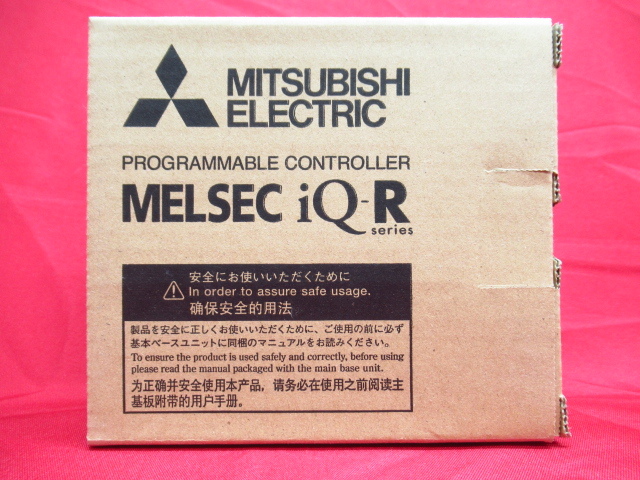 MITSUBISHI
ELECTRIC
PROGRAMMABLE CONTROLLER
MELSEC iQ-R
series
安全にお使いいただくために
In order to assure safe usage.
确保安全的用法
製品を安全に正しくお使いいただくために、ご使用の前に必ず
基本ベースユニットに同梱のマニュアルをお読みください。
To ensure the product is used safely and correctly, before using
please read the manual packaged with the main base unit.
为正确并安全使用本产品，请务必在使用之前阅读主
基板附带的用户手册。